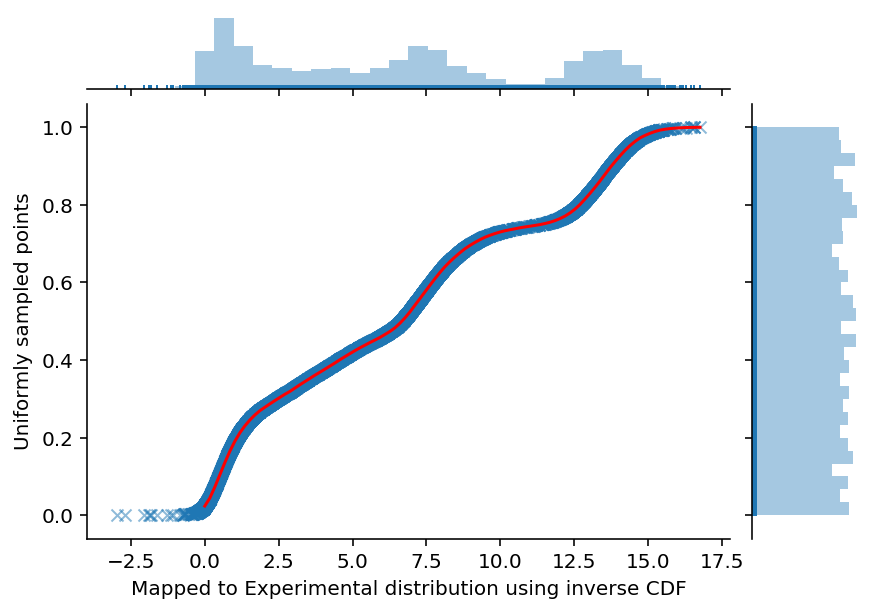 1.0
0.8
0.6
0.4
0.2
0.0
Uniformly sampled points
−2.5 0.0 2.5 5.0 7.5 10.0 12.5 15.0 17.5
Mapped to Experimental distribution using inverse CDF